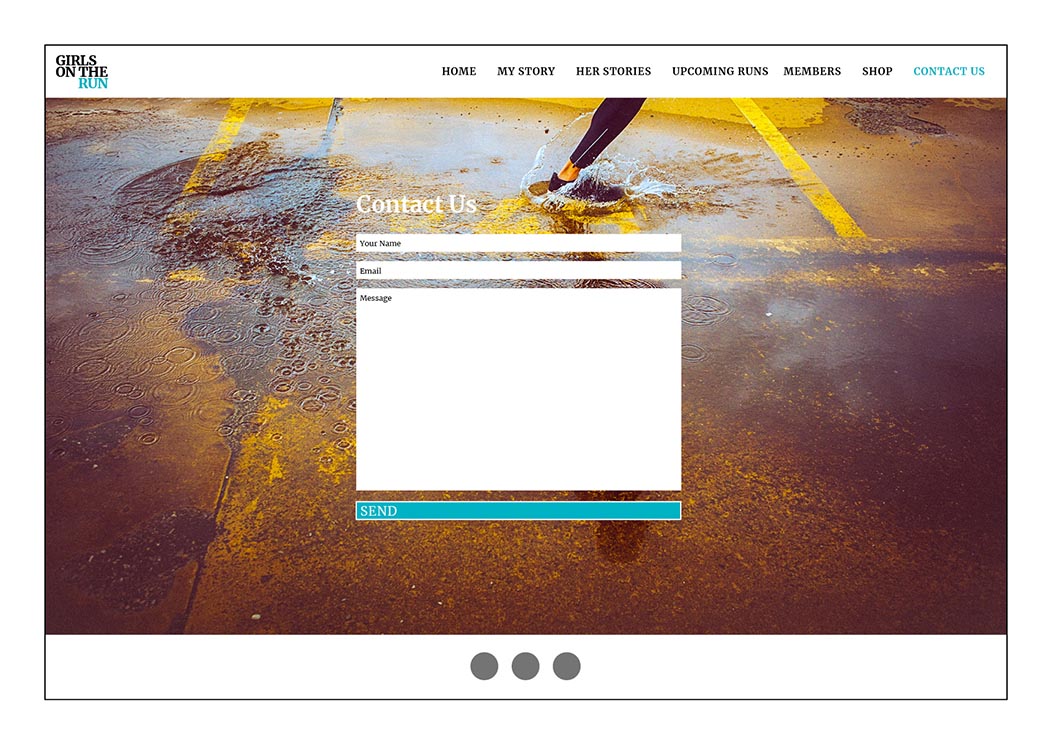 GIRLS
ON THE
RUN
HOME MY STORY HER STORIES UPCOMING RUNS MEMBERS SHOP CONTACT US
Contact Us
Your Name
Email
Message
SEND